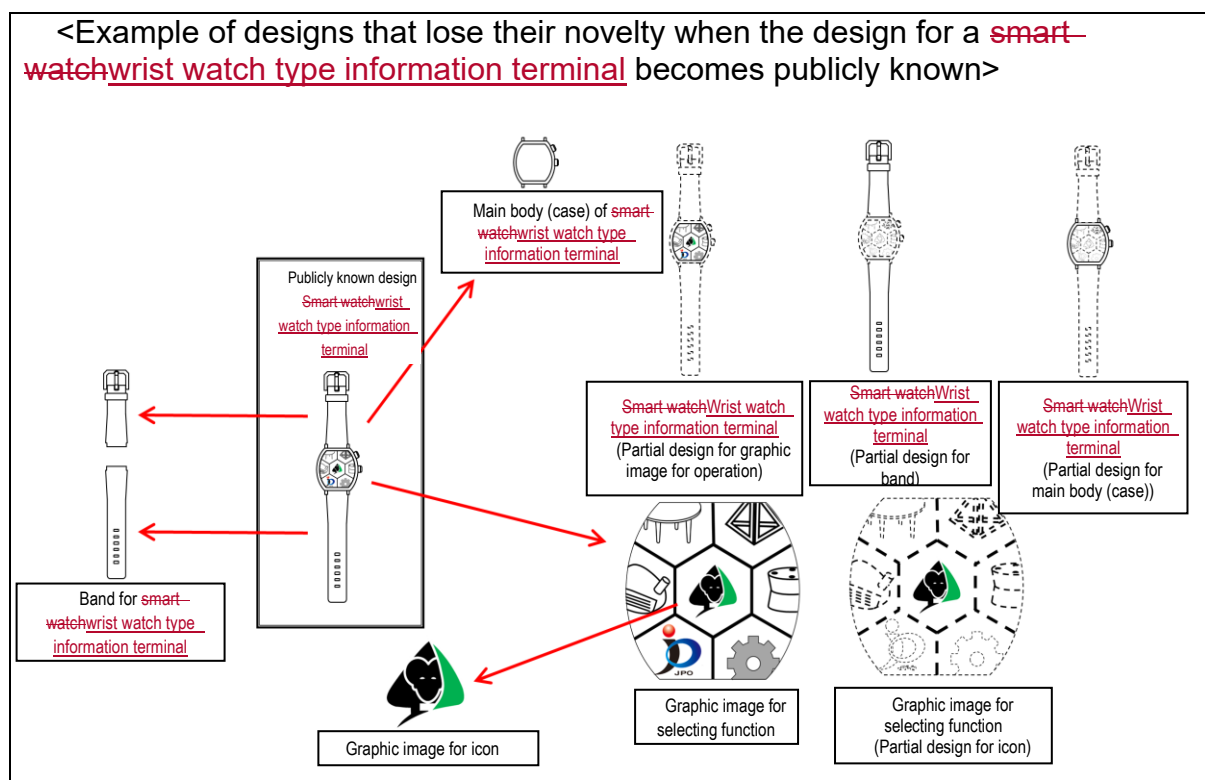 <Example of designs that lose their novelty when the design for a smart
watchwrist watch type information terminal becomes publicly known>
Main body (case) of smart
watchwrist watch type
information terminal
Publicly known design
Smart watchwrist
watch type information
terminal
Smart watchWrist watch
type information terminal
(Partial design for graphic
image for operation)
Smart watchWrist
watch type information
terminal
(Partial design for
band)
Smart watchWrist
watch type information
terminal
(Partial design for
main body (case))
Band for smart
watchwrist watch type
information terminal
JPO
Graphic image for icon
Graphic image for
selecting function
JPO
Graphic image for
selecting function
(Partial design for icon)